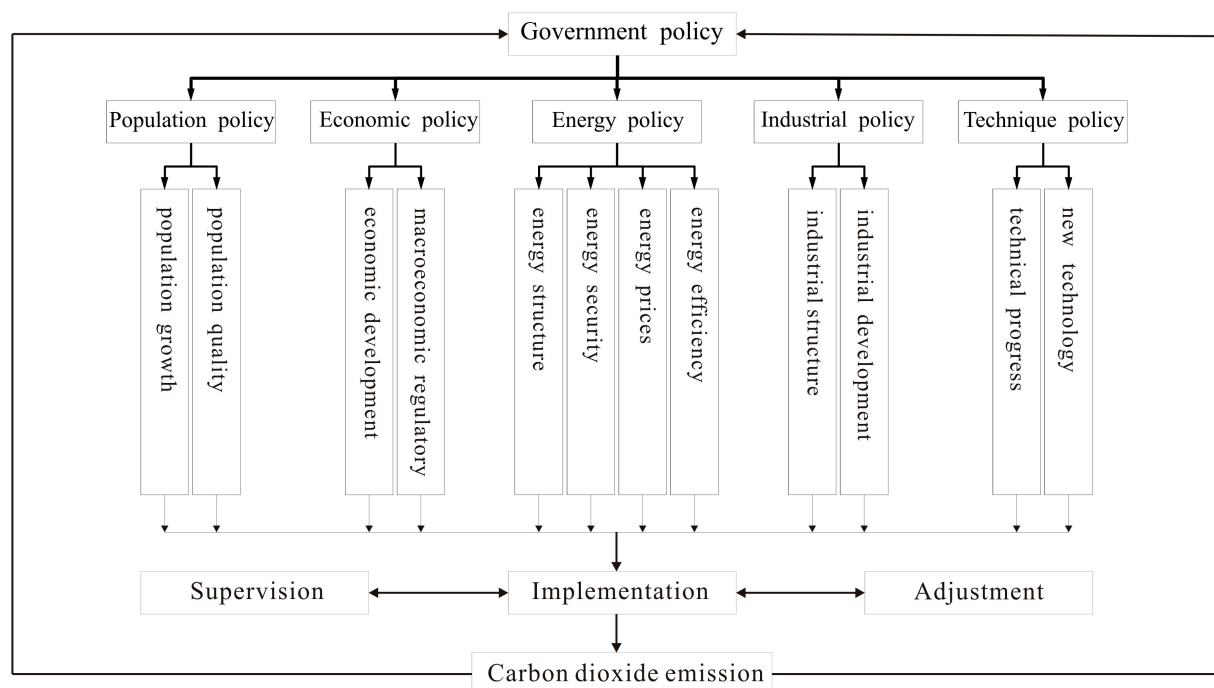 Government policy
Population policy
Economic policy
Energy policy
Industrial policy
Technique policy
population growth
population quality
economic development
macroeconomic regulatory
energy structure
energy security
energy prices
energy efficiency
industrial structure
industrial development
technical progress
new technology
Supervision
Implementation
Adjustment
Carbon dioxide emission